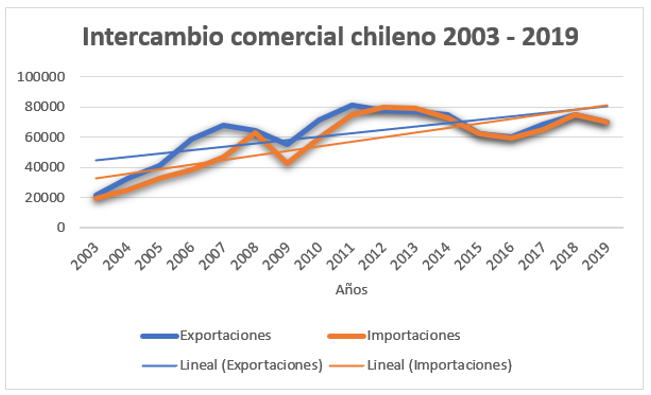 Intercambio comercial chileno 2003 - 2019
100000
80000
60000
40000
20000
0
2003 2004 2005 2006 2007 2008 2009 2010 2011 2012 2013 2014 2015 2016 2017 2018 2019
Años
Exportaciones Importaciones
Lineal (Exportaciones) Lineal (Importaciones)